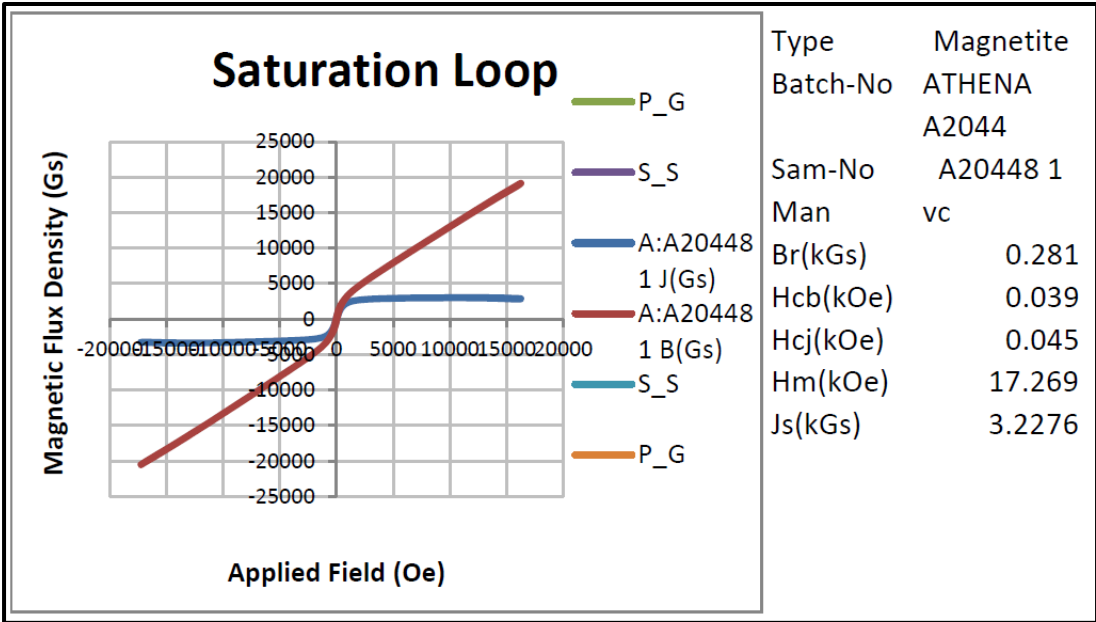 Saturation Loop
Magnetic Flux Density (Gs)
25000
20000
15000
10000
5000
0
-5000
-10000
-15000
-20000
-25000
-20000
-15000
-10000
-5000
0
5000
10000
15000
20000
Applied Field (Oe)
P_G
S_S
A:A20448
1 J(Gs)
A:A20448
1 B(Gs)
S_S
P_G
Type Magnetite
Batch-No ATHENA
A2044
Sam-No A20448 1
Man vc
Br(kGs) 0.281
Hcb(kOe) 0.039
Hcj(kOe) 0.045
Hm(kOe) 17.269
Js(kGs) 3.2276